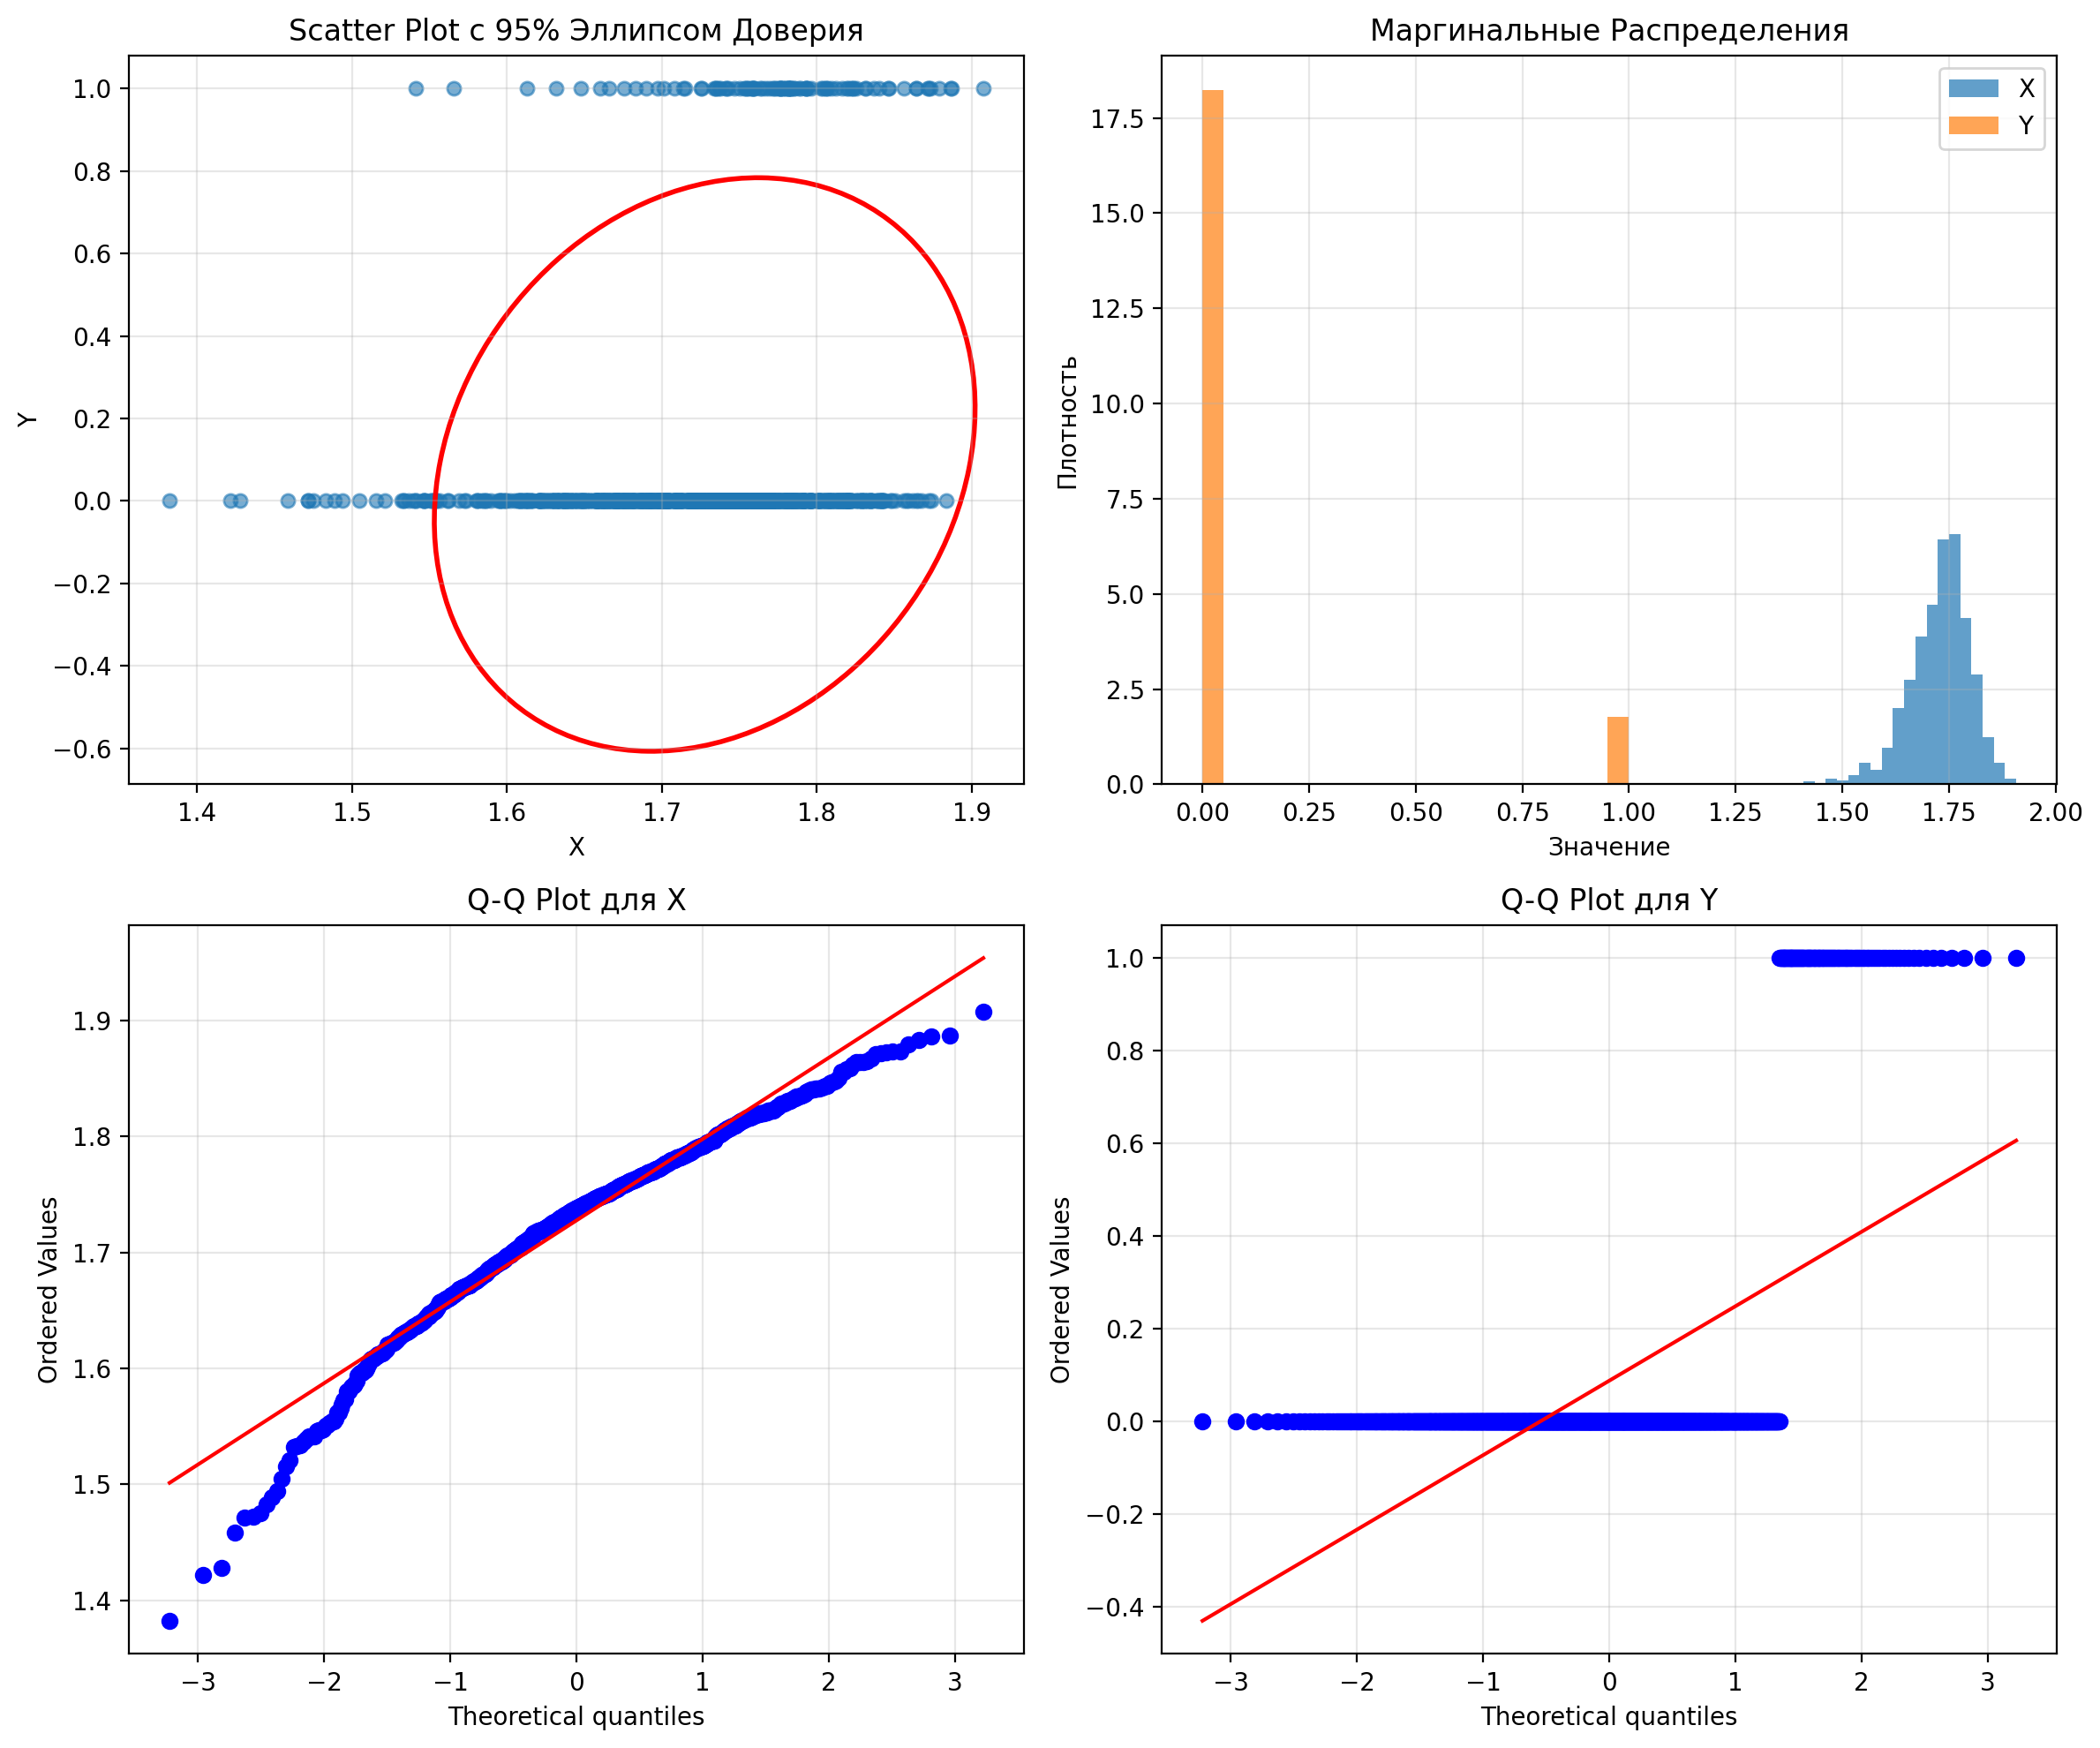 Scatter Plot с 95% Эллипсом Доверия
1.0
0.8
0.6
0.4
0.2
0.0
−0.2
−0.4
−0.6
Y
1.4 1.5 1.6 1.7 1.8 1.9
X
Маргинальные Распределения
X
Y
17.5
15.0
12.5
10.0
7.5
5.0
2.5
0.0
Плотность
0.00 0.25 0.50 0.75 1.00 1.25 1.50 1.75 2.00
Значение
Q-Q Plot для X
1.9
1.8
1.7
1.6
1.5
1.4
Ordered Values
−3 −2 −1 0 1 2 3
Theoretical quantiles
Q-Q Plot для Y
1.0
0.8
0.6
0.4
0.2
0.0
−0.2
−0.4
Ordered Values
−3 −2 −1 0 1 2 3
Theoretical quantiles